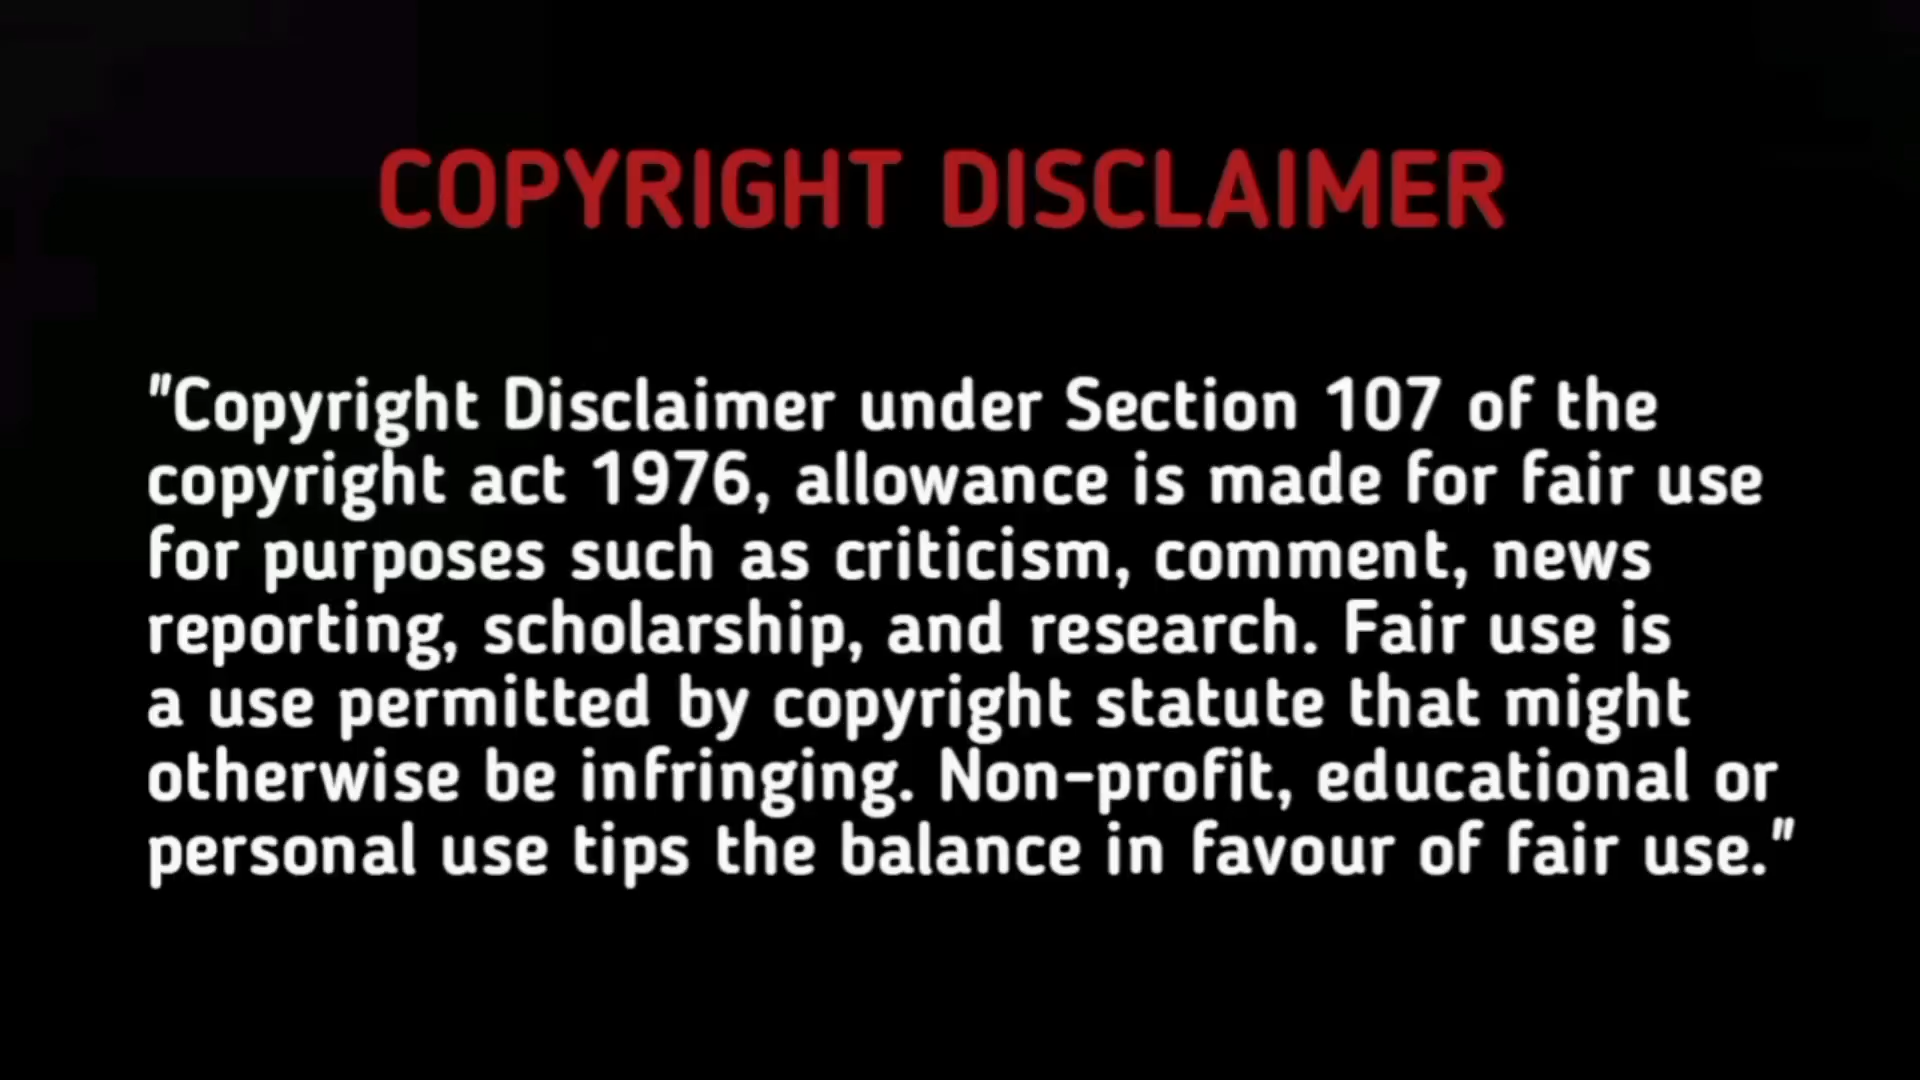 COPYRIGHT DISCLAIMER
"Copyright Disclaimer under Section 107 of the
copyright act 1976, allowance is made for fair use
for purposes such as criticism, comment, news
reporting, scholarship, and research. Fair use is
a use permitted by copyright statute that might
otherwise be infringing. Non-profit, educational or
personal use tips the balance in favour of fair use."